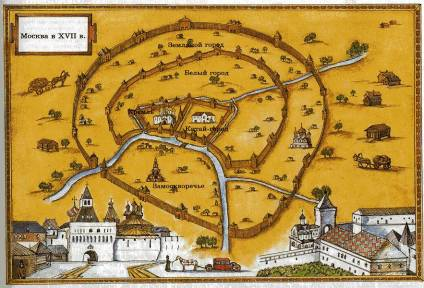 Москва в XVII в.
Земляной город
Белый город
Китай-город
Замоскворечье